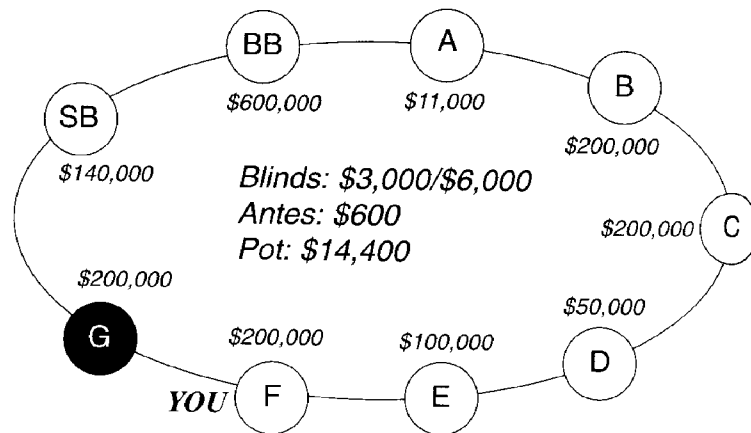 BB
A
B
SB
$600,000
$11,000
$200,000
$140,000
Blinds: $3,000/$6,000
Antes: $600
Pot: $14,400
$200,000
C
$200,000
$50,000
G
$200,000
$100,000
D
YOU
F
E